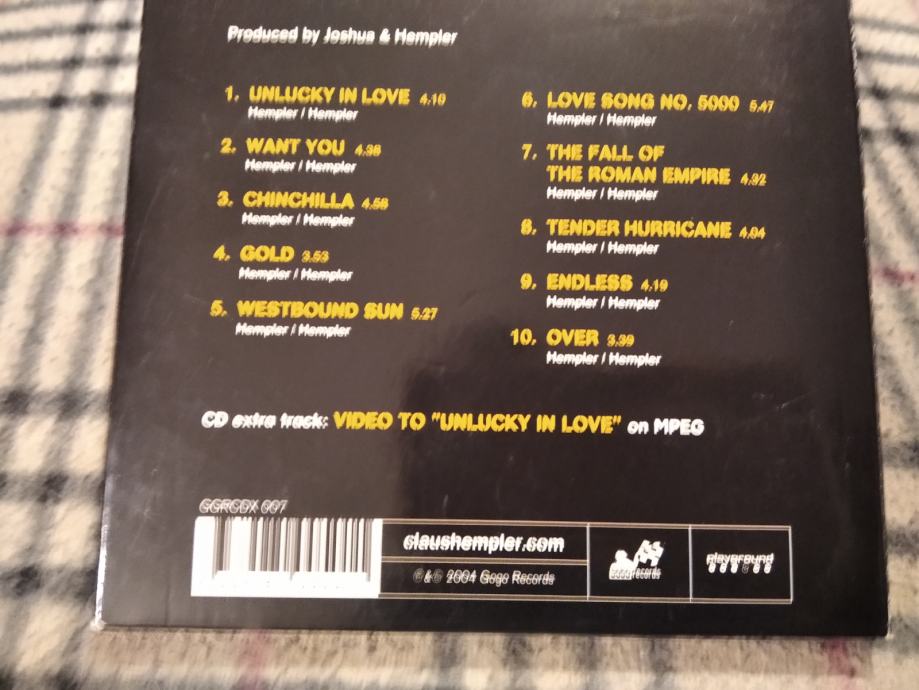 Produced by Joshua & Hempler
1. UNLUCKY IN LOVE 4.10
Hempler / Hempler
2. WANT YOU 4.38
Hempler / Hempler
3. CHINCHILLA 4.58
Hempler / Hempler
4. GOLD 3.53
Hempler / Hempler
5. WESTBOUND SUN 5.27
Hempler / Hempler
6. LOVE SONG NO. 5000 5.47
Hempler / Hempler
7. THE FALL OF
THE ROMAN EMPIRE 4.32
Hempler / Hempler
8. TENDER HURRICANE 4.04
Hempler / Hempler
9. ENDLESS 4.19
Hempler / Hempler
10. OVER 3.39
Hempler / Hempler
CD extra track: VIDEO TO "UNLUCKY IN LOVE" on MPEG
GGRCDX 007
claushempler.com
℗ & © 2004 Gogo Records
GOGO records
playground